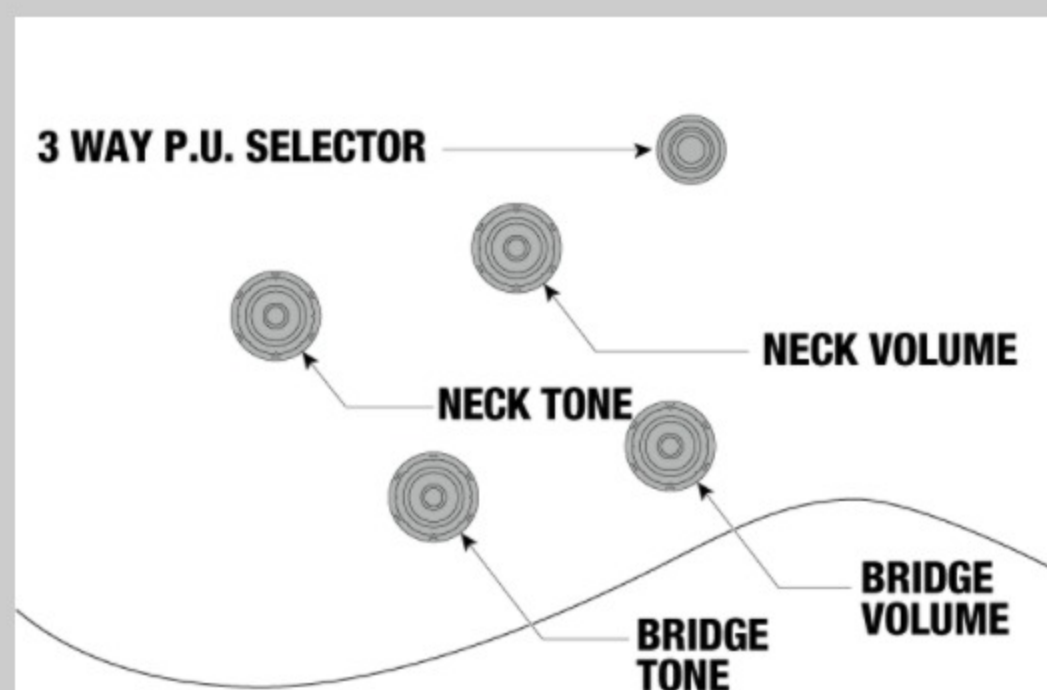 3 WAY P.U. SELECTOR
NECK VOLUME
NECK TONE
BRIDGE
VOLUME
BRIDGE
TONE